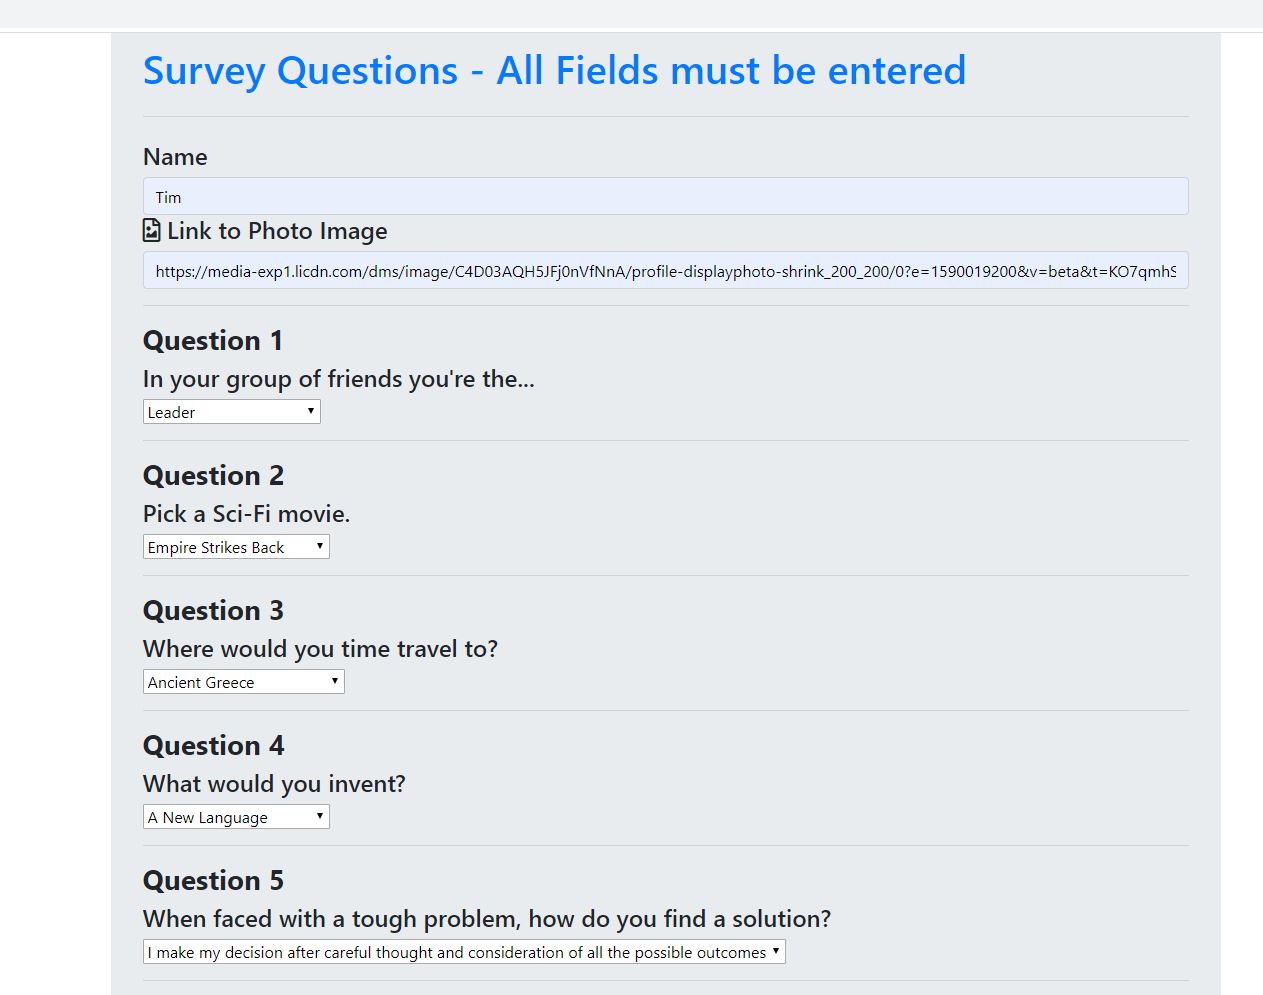 Survey Questions - All Fields must be entered
Name
Tim
Link to Photo Image
https://media-exp1.licdn.com/dms/image/C4D03AQH5JFj0nVfNnA/profile-displayphoto-shrink_200_200/0?e=1590019200&v=beta&t=KO7qmhS
Question 1
In your group of friends you're the...
Leader
Question 2
Pick a Sci-Fi movie.
Empire Strikes Back
Question 3
Where would you time travel to?
Ancient Greece
Question 4
What would you invent?
A New Language
Question 5
When faced with a tough problem, how do you find a solution?
I make my decision after careful thought and consideration of all the possible outcomes